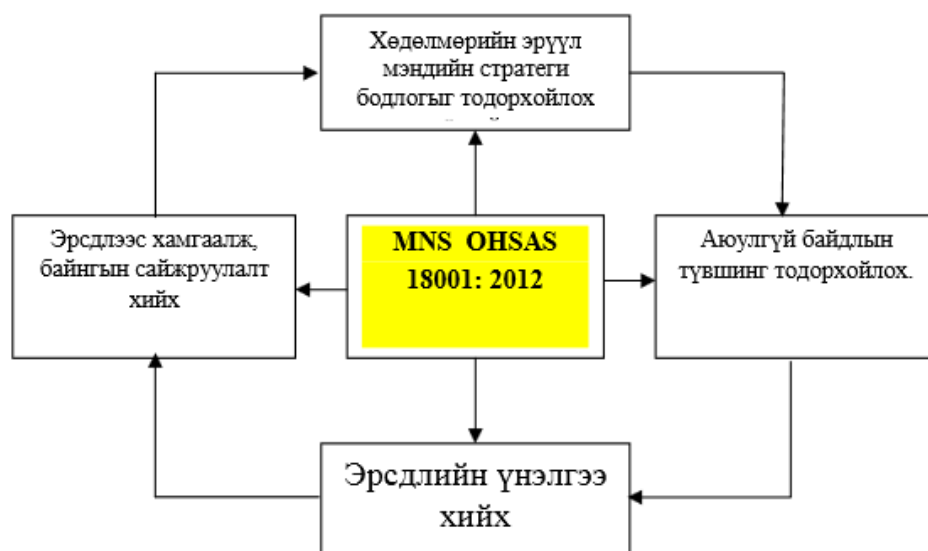 Хөдөлмөрийн эрүүл
мэндийн стратеги
бодлогыг тодорхойлох
Эрсдлээс хамгаалж,
байнгын сайжруулалт
хийх
MNS OHSAS
18001: 2012
Аюулгүй байдлын
түвшинг тодорхойлох.
Эрсдлийн үнэлгээ
хийх